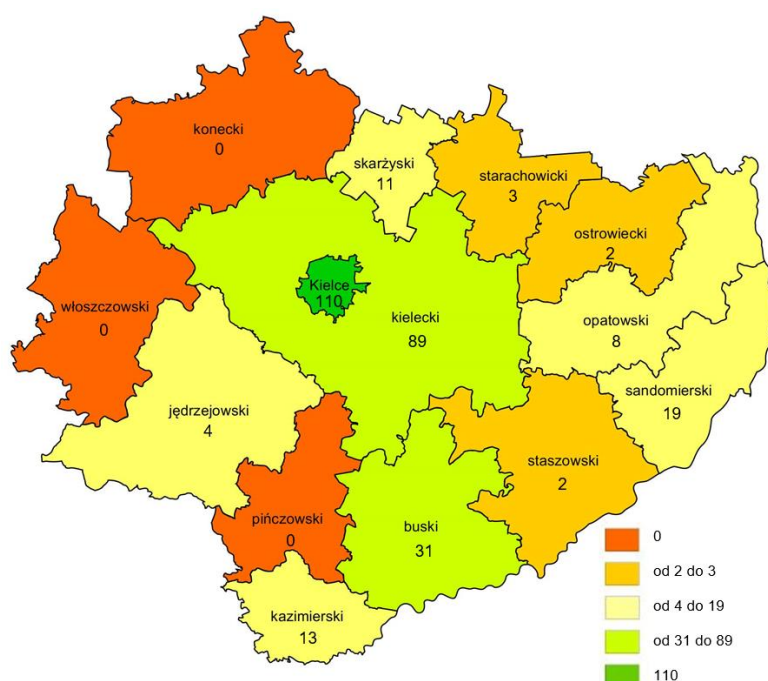 konecki
0
skarżyski
11
starachowicki
3
ostrowiecki
2
włoszczowski
0
Kielce
110
kielecki
89
opatowski
8
sandomierski
19
jędrzejowski
4
staszowski
2
pińczowski
0
buski
31
kazimierski
13
0
od 2 do 3
od 4 do 19
od 31 do 89
110